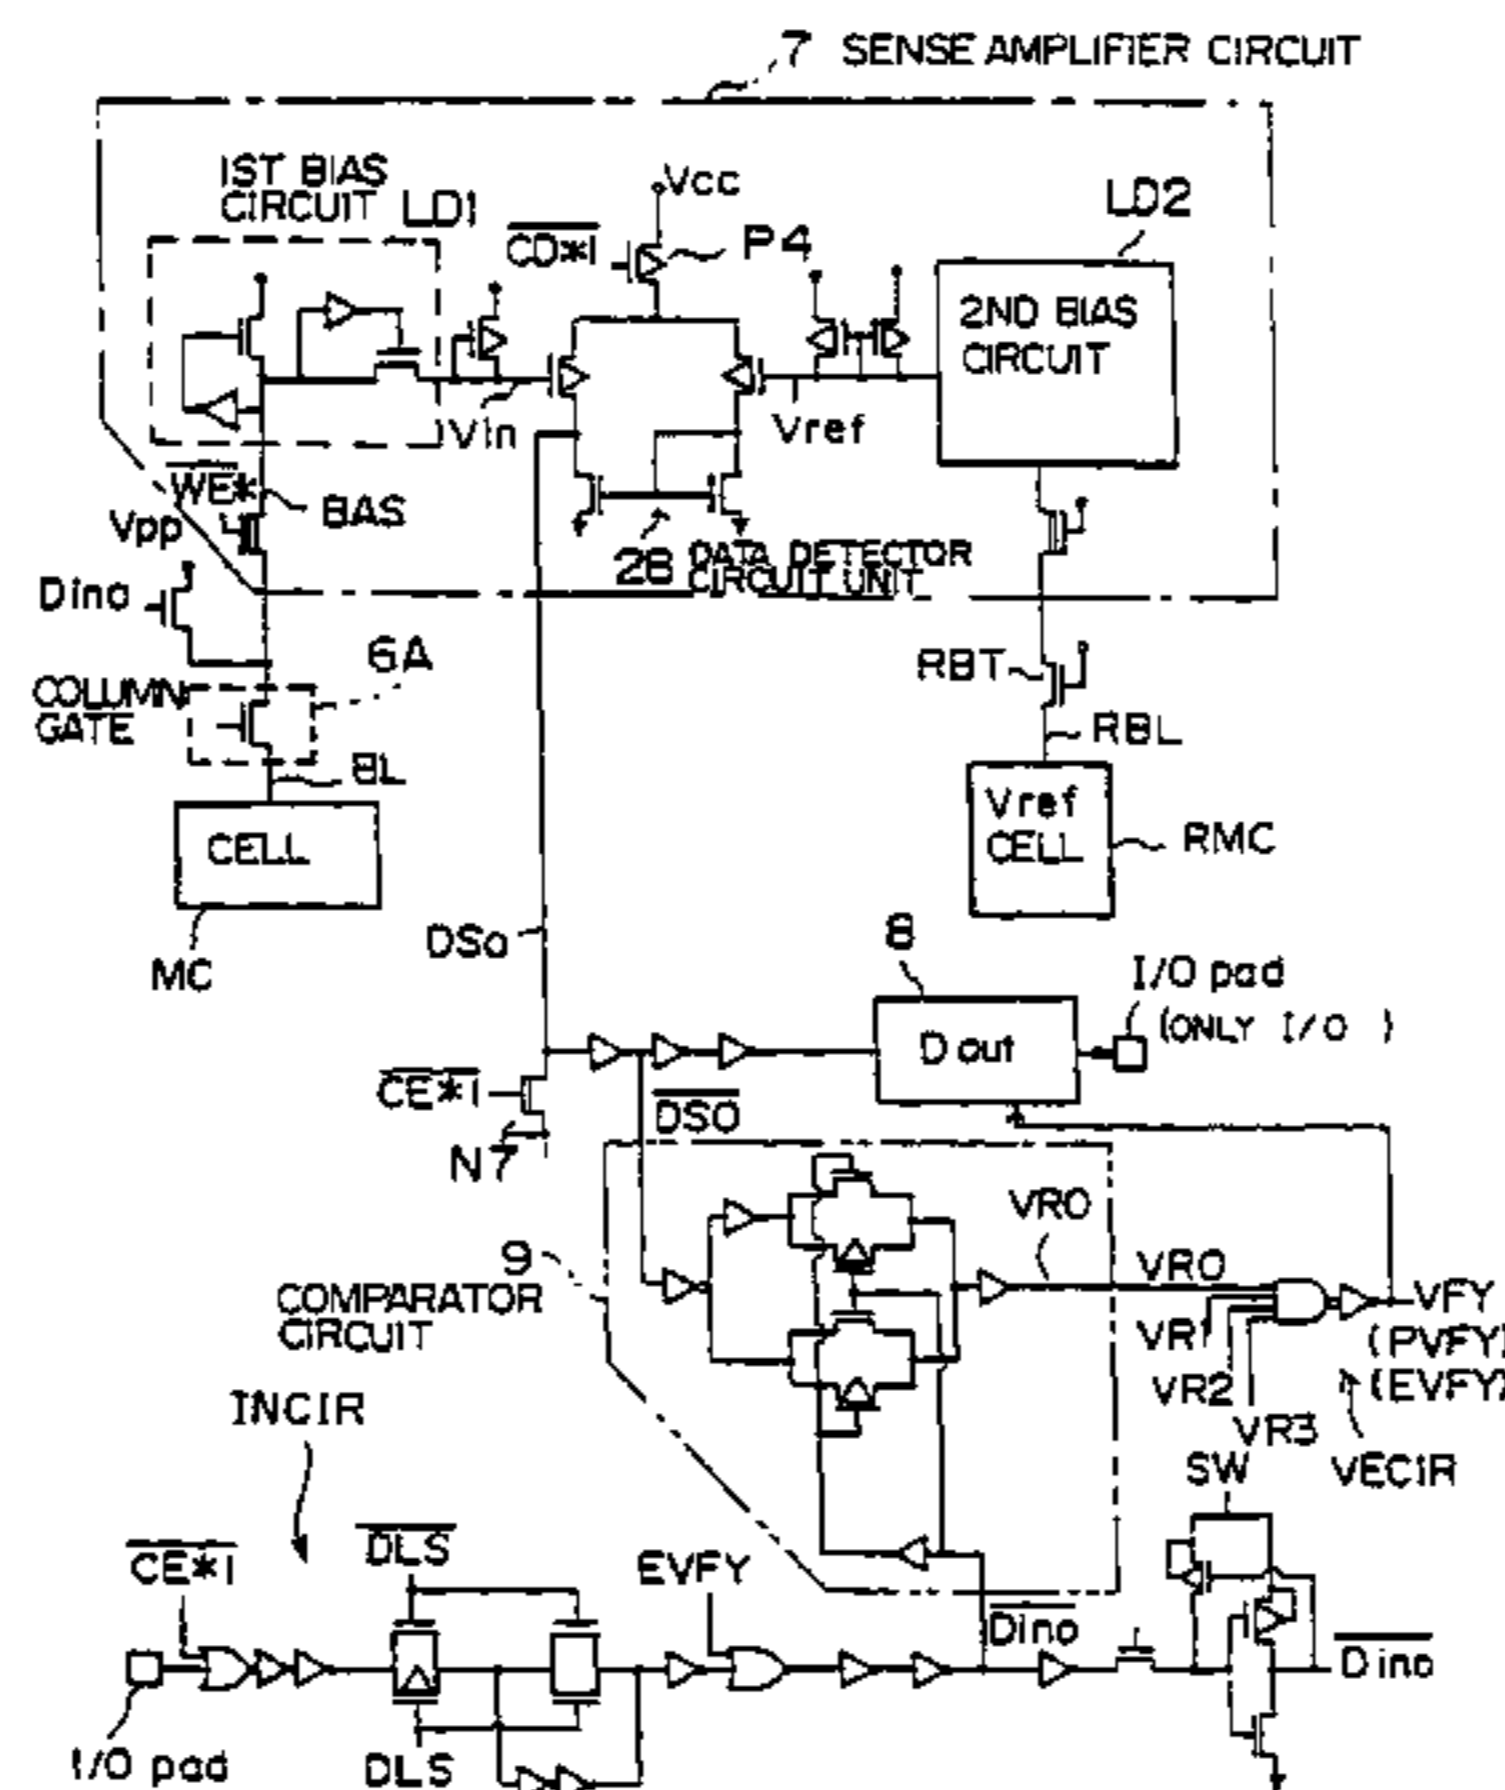 7 SENSE AMPLIFIER CIRCUIT
1ST BIAS
CIRCUIT LD1
Vcc
CD*1
P4
LD2
2ND BIAS
CIRCUIT
Vin
Vref
WE*
BAS
Vpp
28 DATA DETECTOR
CIRCUIT UNIT
Dino
6A
RBT
COLUMN
GATE
RBL
BL
Vref
CELL
CELL
RMC
DSo
MC
8
I/O pad
(ONLY I/O )
Dout
CE*1
DSO
N7
VRO
9
VRO
COMPARATOR
CIRCUIT
VFY
VR1
(PVFY)
VR2
(EVFY)
INCIR
VR3
SW
VECIR
DLS
CE*1
EVFY
Dino
Dino
I/O pad
DLS